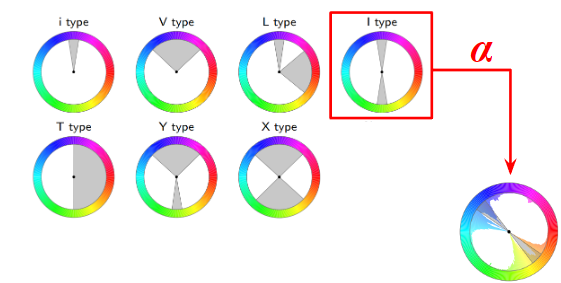 i type
V type
L type
I type
α
T type
Y type
X type